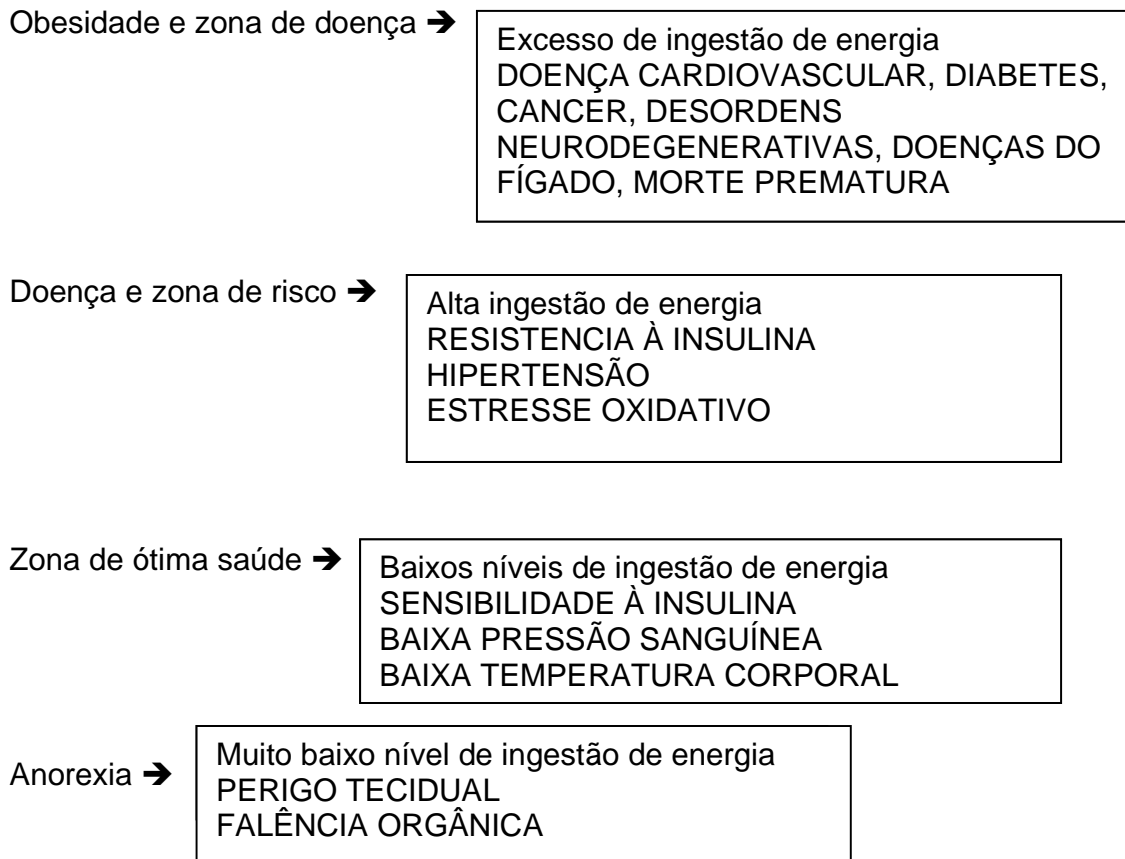 Obesidade e zona de doença ➔
Excesso de ingestão de energia
DOENÇA CARDIOVASCULAR, DIABETES,
CANCER, DESORDENS
NEURODEGENERATIVAS, DOENÇAS DO
FÍGADO, MORTE PREMATURA
Doença e zona de risco ➔
Alta ingestão de energia
RESISTENCIA À INSULINA
HIPERTENSÃO
ESTRESSE OXIDATIVO
Zona de ótima saúde ➔
Baixos níveis de ingestão de energia
SENSIBILIDADE À INSULINA
BAIXA PRESSÃO SANGUÍNEA
BAIXA TEMPERATURA CORPORAL
Anorexia ➔
Muito baixo nível de ingestão de energia
PERIGO TECIDUAL
FALÊNCIA ORGÂNICA